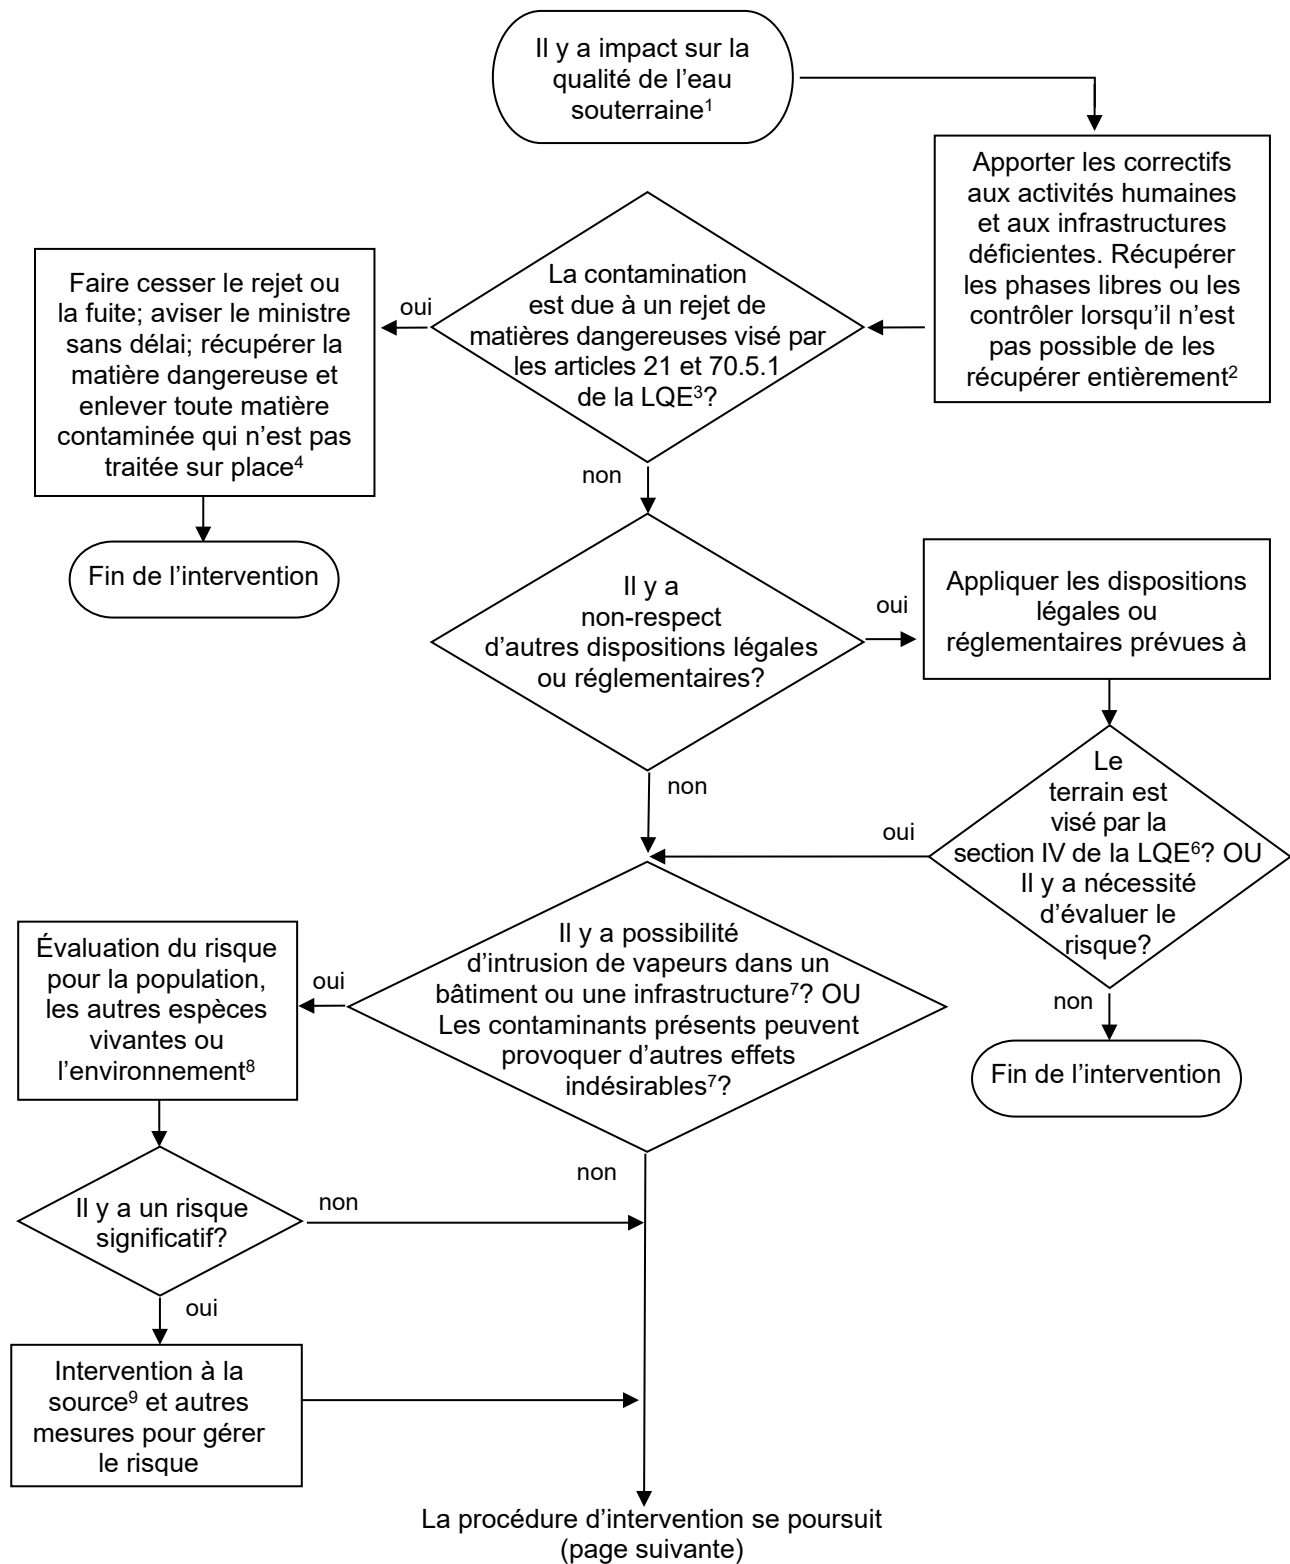 Il y a impact sur la
qualité de l'eau
souterraine¹
Apporter les correctifs
aux activités humaines
et aux infrastructures
déficientes. Récupérer
les phases libres ou les
contrôler lorsqu'il n'est
pas possible de les
récupérer entièrement²
La contamination
est due à un rejet de
matières dangereuses visé par
les articles 21 et 70.5.1
de la LQE³?
oui
Faire cesser le rejet ou
la fuite; aviser le ministre
sans délai; récupérer la
matière dangereuse et
enlever toute matière
contaminée qui n'est pas
traitée sur place⁴
Fin de l'intervention
non
Il y a
non-respect
d'autres dispositions légales
ou réglementaires?
oui
Appliquer les dispositions
légales ou
réglementaires prévues à
non
Le
terrain est
visé par la
section IV de la LQE⁶? OU
Il y a nécessité
d'évaluer le
risque?
oui
non
Fin de l'intervention
Il y a possibilité
d'intrusion de vapeurs dans un
bâtiment ou une infrastructure⁷? OU
Les contaminants présents peuvent
provoquer d'autres effets
indésirables⁷?
oui
Évaluation du risque
pour la population,
les autres espèces
vivantes ou
l'environnement⁸
non
Il y a un risque
significatif?
non
oui
Intervention à la
source⁹ et autres
mesures pour gérer
le risque
La procédure d'intervention se poursuit
(page suivante)